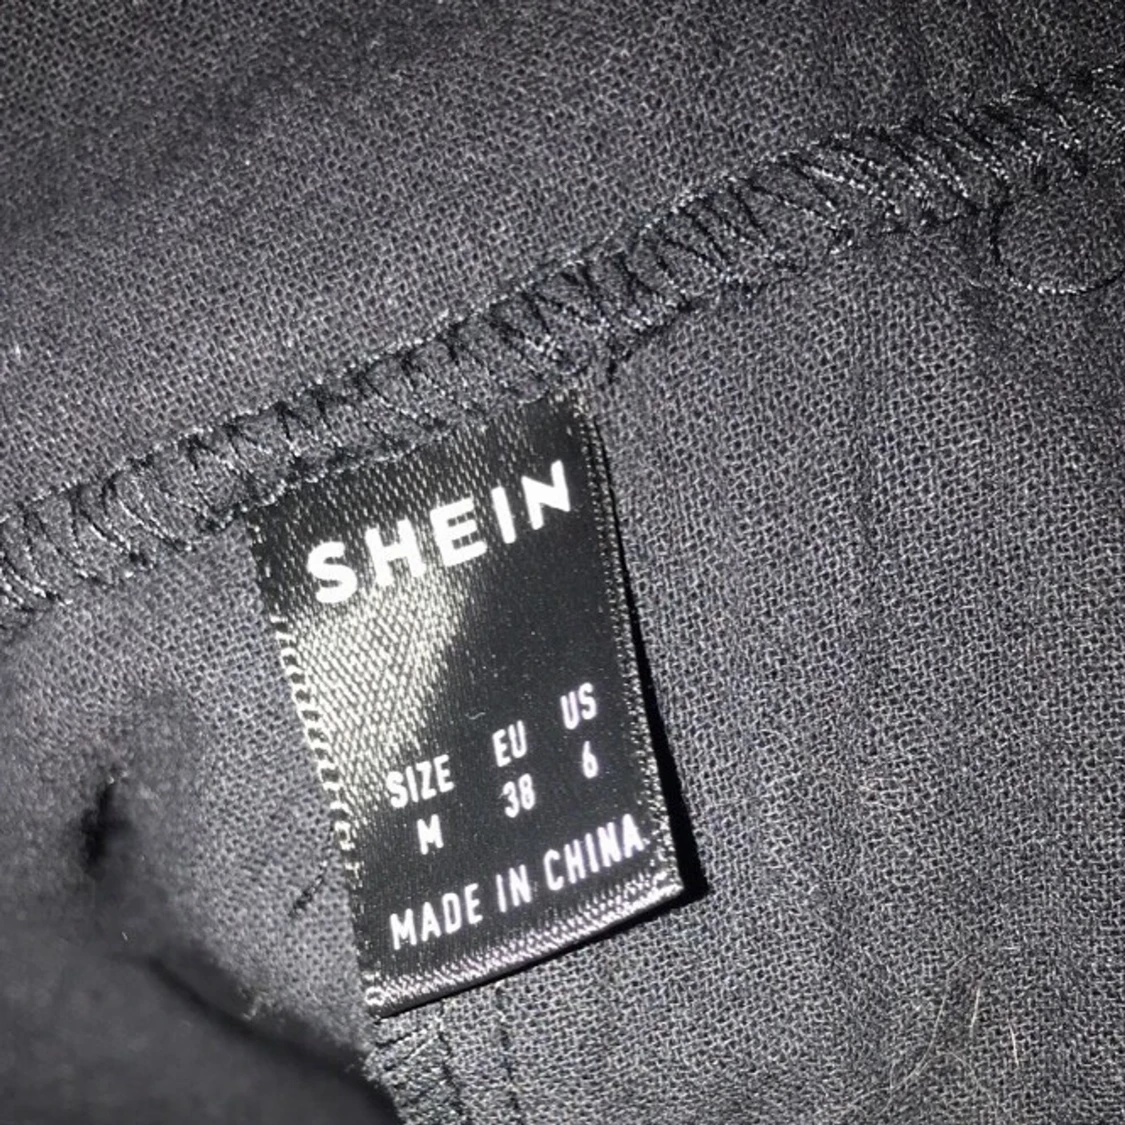 SHEIN
SIZE EU US
M 38 6
MADE IN CHINA